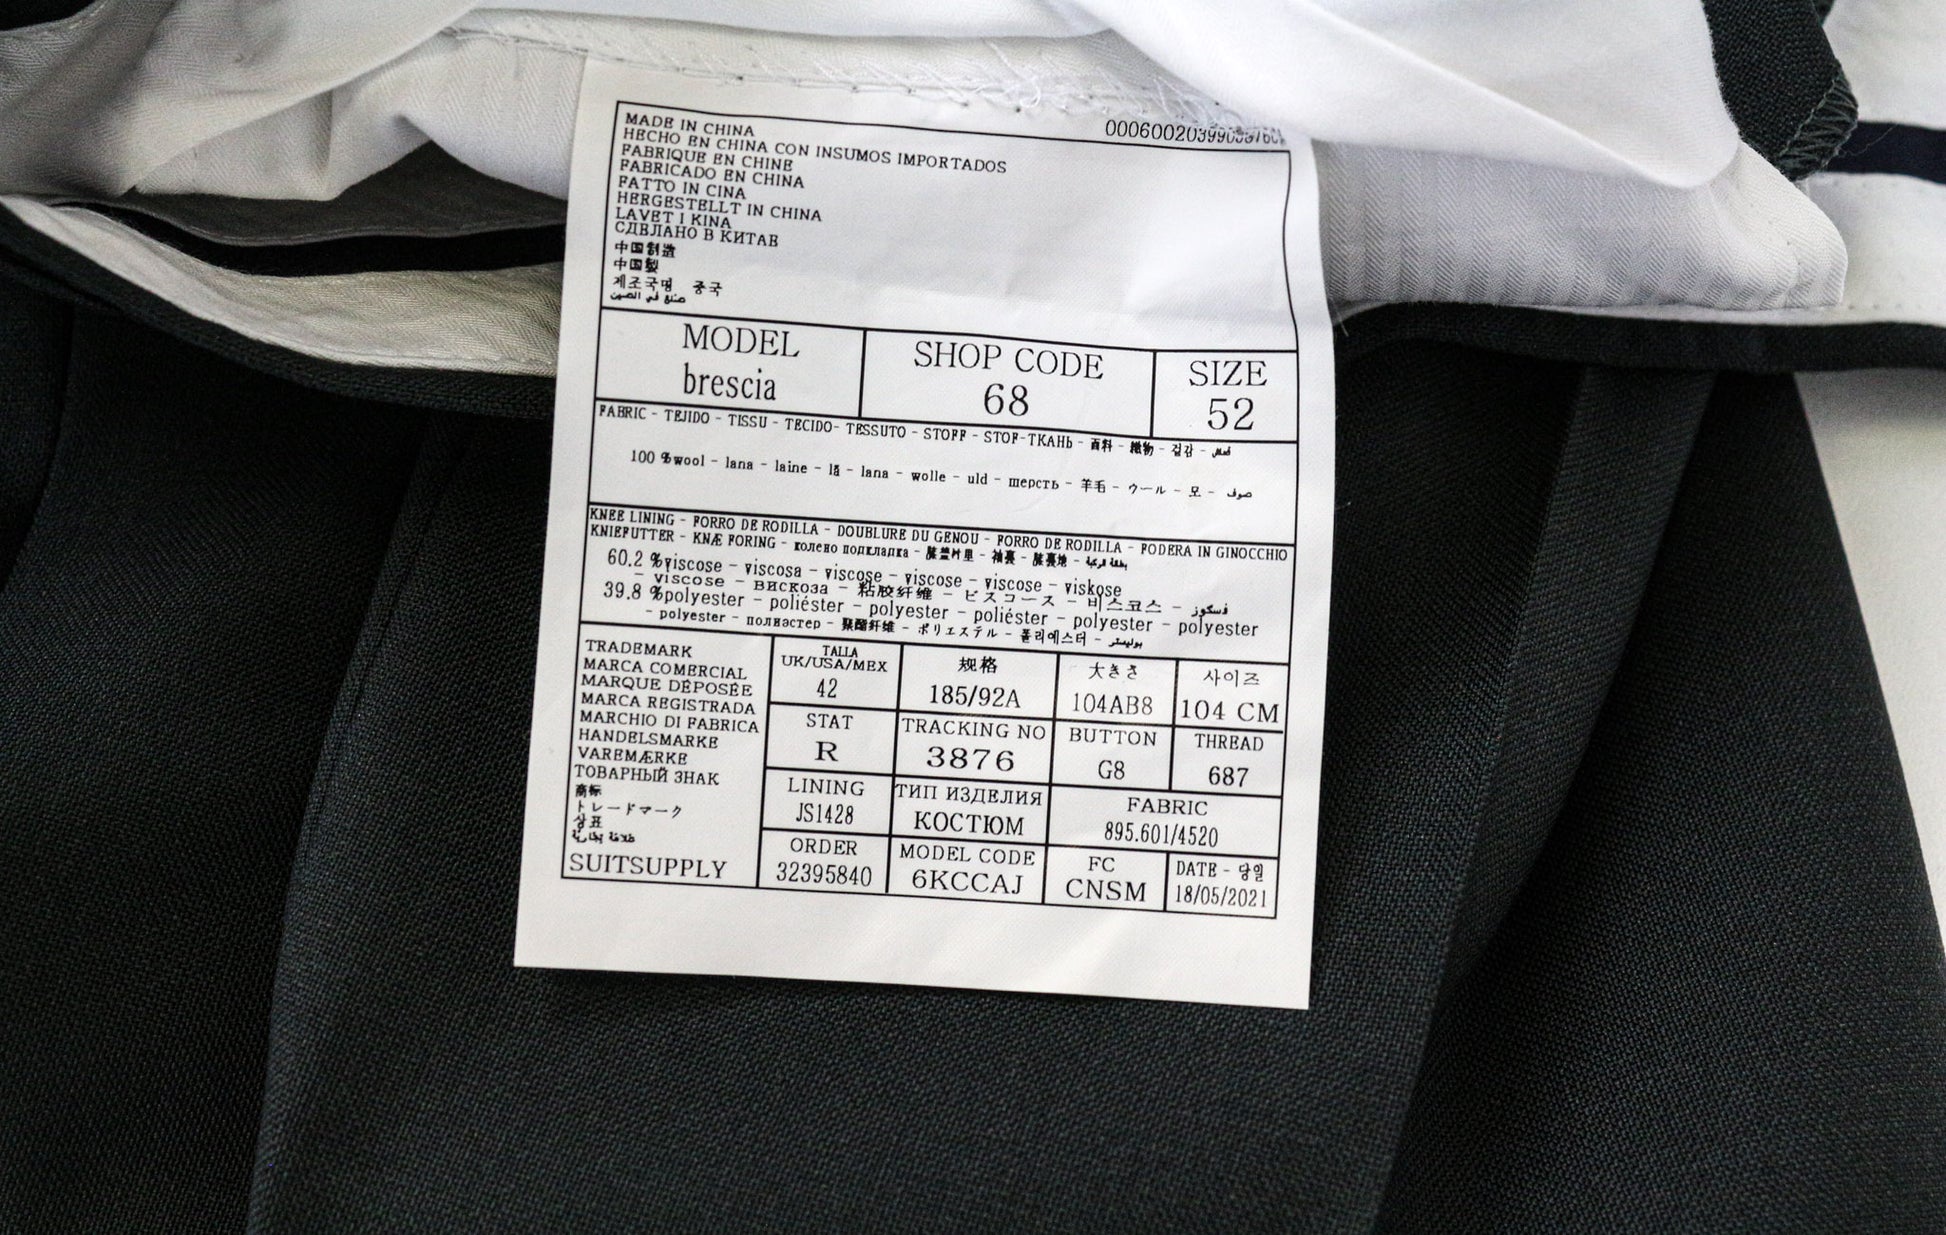 MADE IN CHINA
HECHO EN CHINA CON INSUMOS IMPORTADOS
FABRIQUE EN CHINE
FABRICADO EN CHINA
FATTO IN CINA
HERGESTELLT IN CHINA
LAVET I KINA
СДЕЛАНО В КИТАЕ
中国制造
中国製
제조국명 중국
صنع في الصين
MODEL
brescia
SHOP CODE
68
SIZE
52
FABRIC - TEJIDO - TISSU - TECIDO- TESSUTO - STOFF - STOF-ТКАНЬ - 面料 - 織物 - 겉감 -
100 %wool - lana - laine - lã - lana - wolle - uld - шерсть - 羊毛 - ウール - 모 - صوف
KNEE LINING - FORRO DE RODILLA - DOUBLURE DU GENOU - FORRO DE RODILLA - FODERA IN GINOCCHIO
KNIEFUTTER - KNÆ FORING - колено подкладка -
60.2 %viscose - viscosa - viscose - viscose - viscose - viskose
- viscose - вискоза - 粘胶纤维 - ビスコース - 비스코스 - فسكوز
39.8 %polyester - poliéster - polyester - poliéster - polyester - polyester
- polyester - полиэстер - 聚酯纤维 - ポリエステル - 폴리에스터 - بوليستر
TRADEMARK
MARCA COMERCIAL
MARQUE DÉPOSÉE
MARCA REGISTRADA
MARCHIO DI FABRICA
HANDELSMARKE
VAREMÆRKE
ТОВАРНЫЙ ЗНАК
商标
トレードマーク
상표
علامة تجارية
SUITSUPPLY
TALLA
UK/USA/MEX
42
规格
185/92A
大きさ
104AB8
사이즈
104 CM
STAT
R
TRACKING NO
3876
BUTTON
G8
THREAD
687
LINING
JS1428
ТИП ИЗДЕЛИЯ
КОСТЮМ
FABRIC
895.601/4520
ORDER
32395840
MODEL CODE
6KCCAJ
FC
CNSM
DATE - 당일
18/05/2021